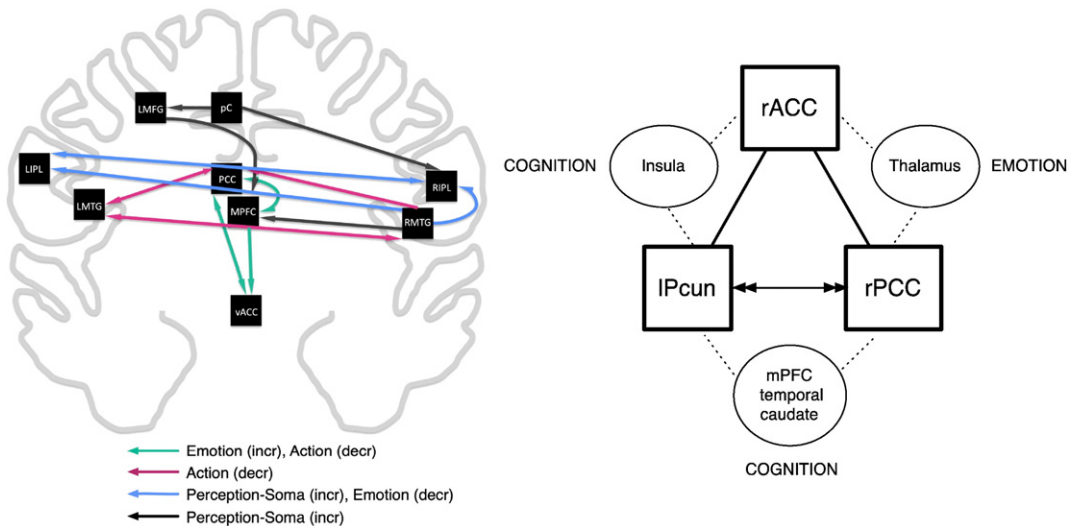 LMFG
pC
LIPL
PCC
RIPL
LMTG
MPFC
RMTG
vACC
Emotion (incr), Action (decr)
Action (decr)
Perception-Soma (incr), Emotion (decr)
Perception-Soma (incr)
rACC
COGNITION
Insula
Thalamus
EMOTION
lPcun
rPCC
mPFC
temporal
caudate
COGNITION